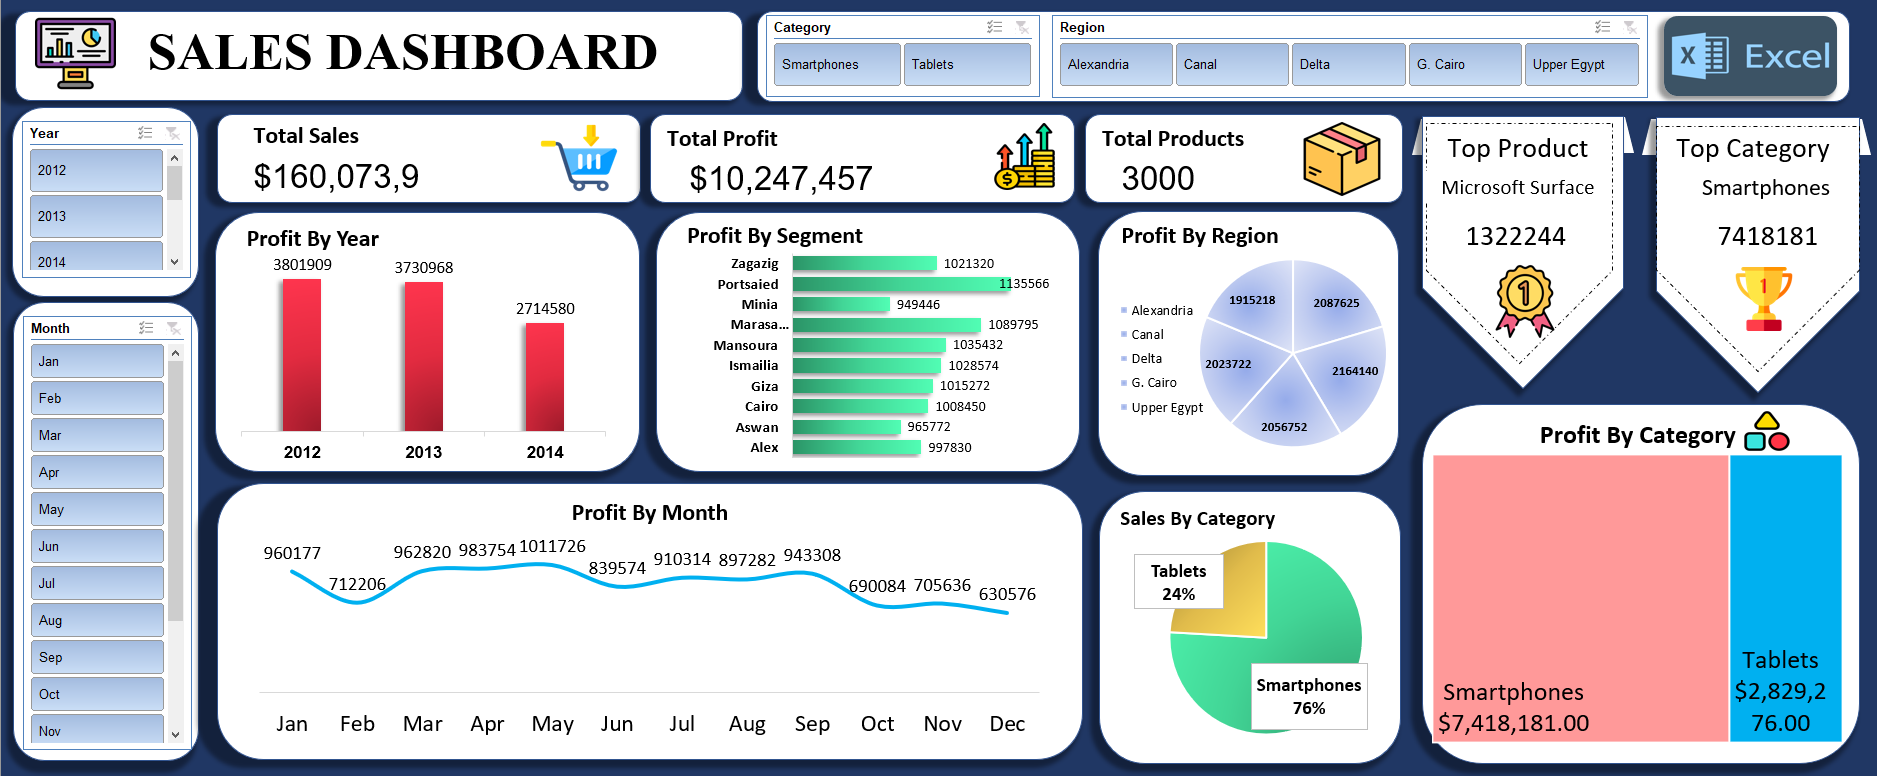 SALES DASHBOARD
Category
Smartphones
Tablets
Region
Alexandria
Canal
Delta
G. Cairo
Upper Egypt
X
Excel
Year
2012
2013
2014
Month
Jan
Feb
Mar
Apr
May
Jun
Jul
Aug
Sep
Oct
Nov
Total Sales
$160,073,9
Total Profit
$10,247,457
Total Products
3000
Top Product
Microsoft Surface
1322244
1
Top Category
Smartphones
7418181
1
Profit By Year
3801909
3730968
2714580
2012
2013
2014
Profit By Segment
Zagazig 1021320
Portsaied 1135566
Minia 949446
Marasa... 1089795
Mansoura 1035432
Ismailia 1028574
Giza 1015272
Cairo 1008450
Aswan 965772
Alex 997830
Profit By Region
Alexandria
Canal
Delta
G. Cairo
Upper Egypt
1915218
2087625
2023722
2164140
2056752
Profit By Month
960177
712206
962820
983754
1011726
839574
910314
897282
943308
690084
705636
630576
Jan
Feb
Mar
Apr
May
Jun
Jul
Aug
Sep
Oct
Nov
Dec
Sales By Category
Tablets
24%
Smartphones
76%
Profit By Category
Smartphones
$7,418,181.00
Tablets
$2,829,2
76.00